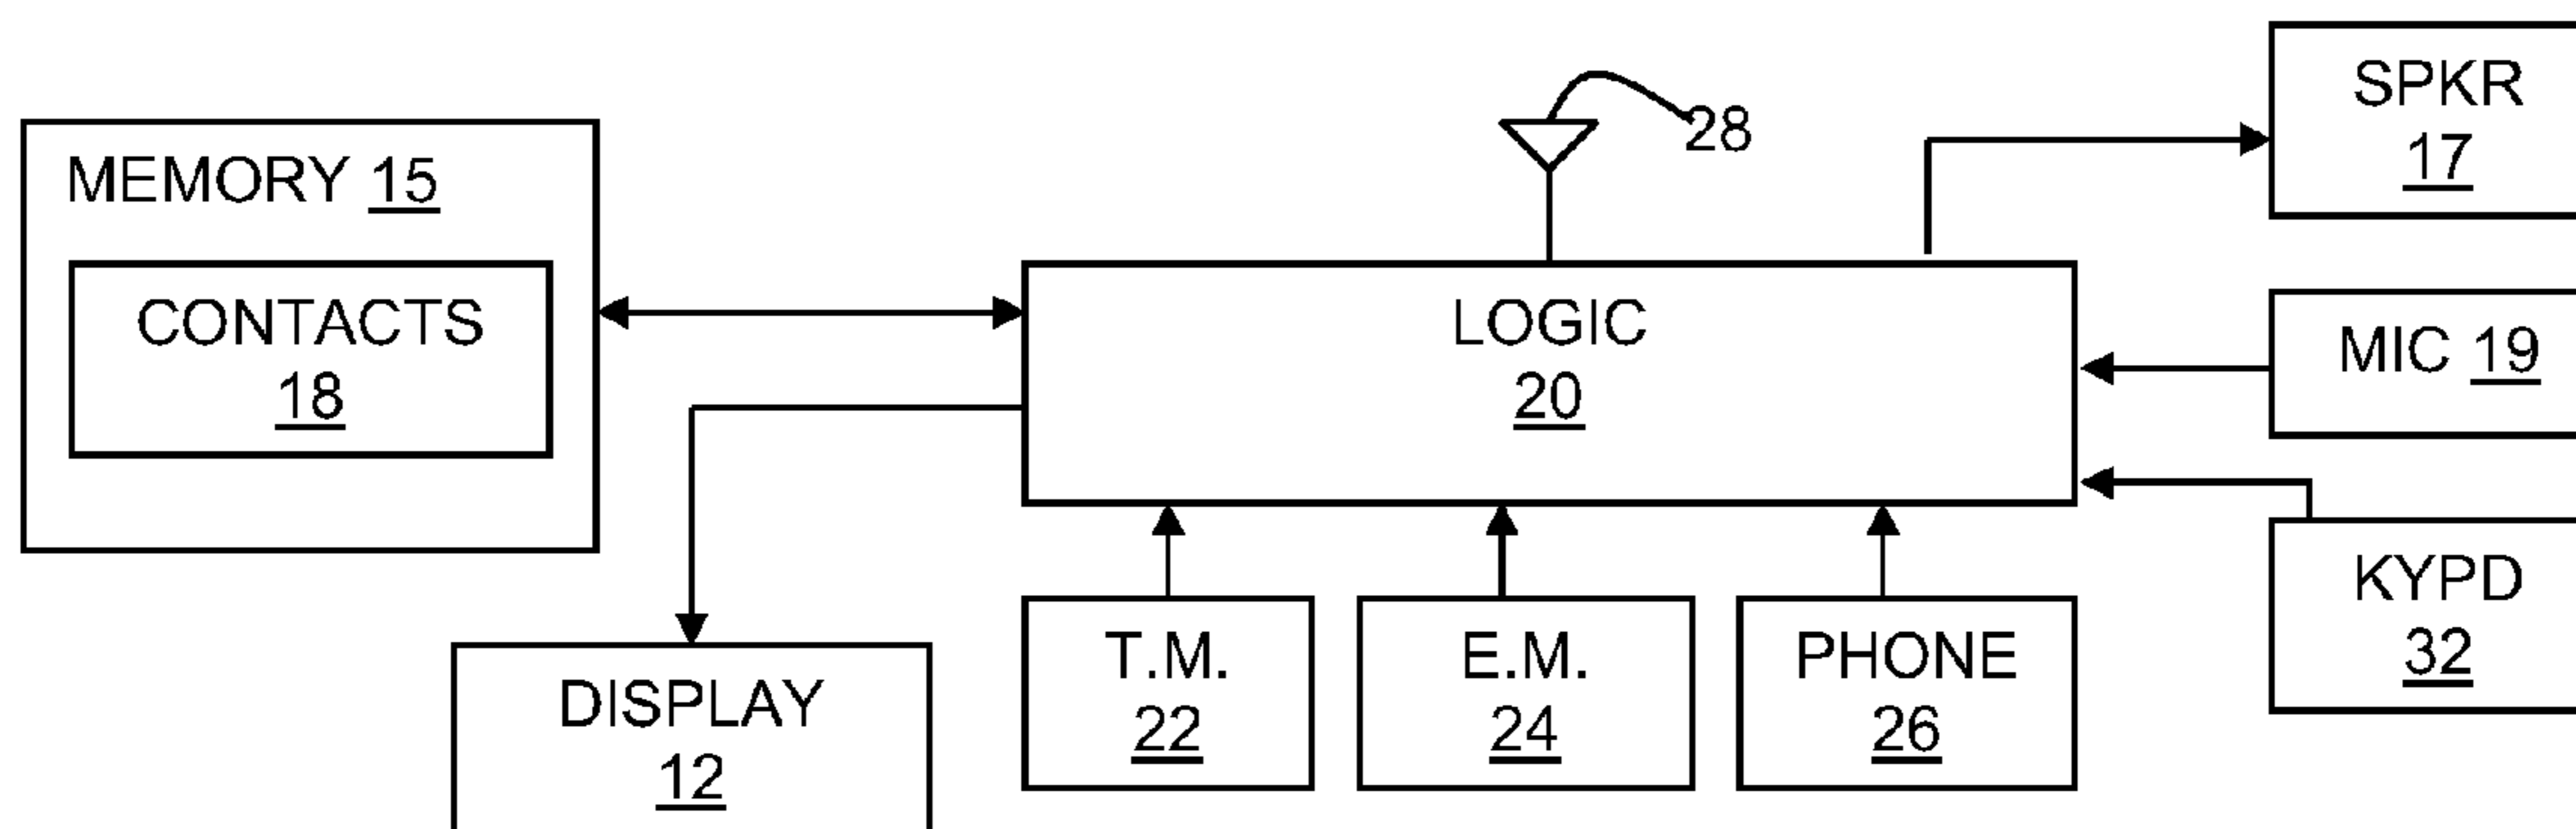 SPKR
17
28
MEMORY 15
CONTACTS
18
LOGIC
20
MIC 19
KYPD
32
T.M.
22
E.M.
24
PHONE
26
DISPLAY
12